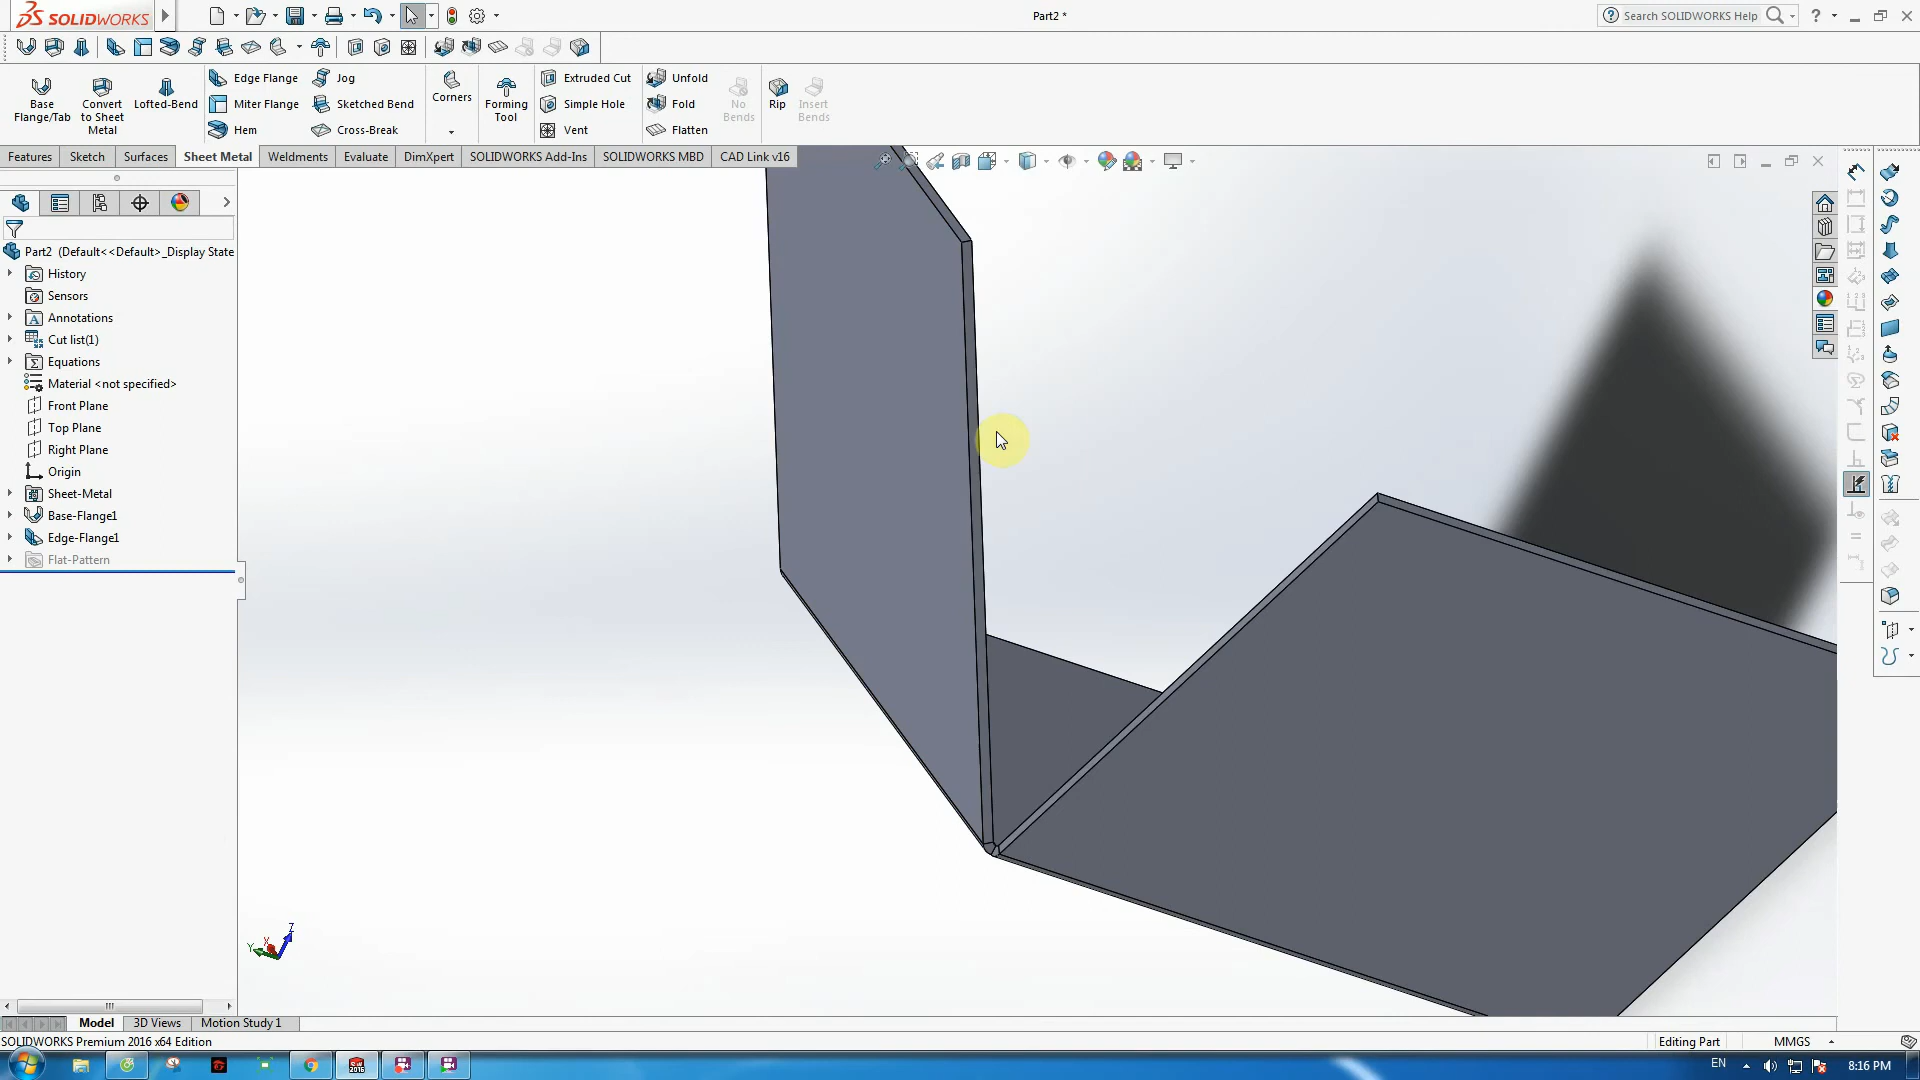 SOLIDWORKS
Part2 *
Search SOLIDWORKS Help
Base Flange/Tab
Convert to Sheet Metal
Lofted-Bend
Edge Flange
Miter Flange
Hem
Jog
Sketched Bend
Cross-Break
Corners
Forming Tool
Extruded Cut
Simple Hole
Vent
Unfold
Fold
Flatten
No Bends
Rip
Insert Bends
Features
Sketch
Surfaces
Sheet Metal
Weldments
Evaluate
DimXpert
SOLIDWORKS Add-Ins
SOLIDWORKS MBD
CAD Link v16
Part2 (Default<<Default>_Display State
History
Sensors
Annotations
Cut list(1)
Equations
Material <not specified>
Front Plane
Top Plane
Right Plane
Origin
Sheet-Metal
Base-Flange1
Edge-Flange1
Flat-Pattern
Z
Y
X
Model
3D Views
Motion Study 1
SOLIDWORKS Premium 2016 x64 Edition
Editing Part
MMGS
EN
8:16 PM